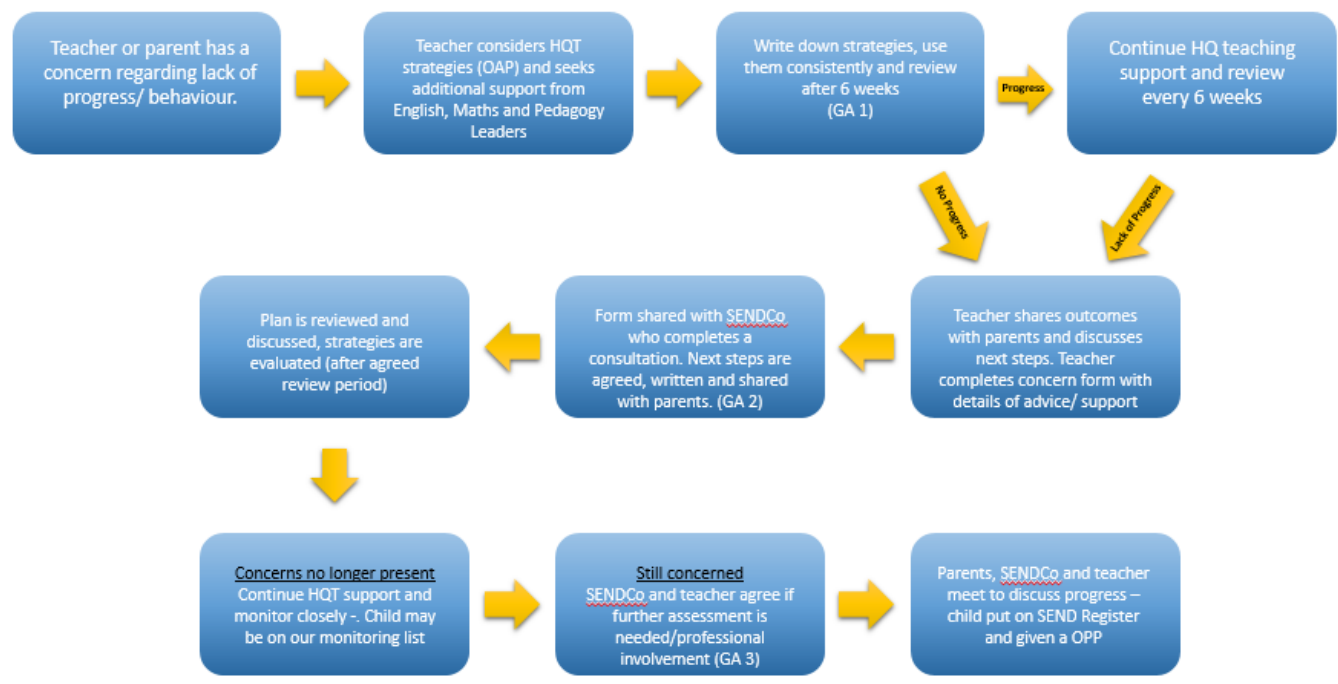 Teacher or parent has a
concern regarding lack of
progress/ behaviour.
Teacher considers HQT
strategies (OAP) and seeks
additional support from
English, Maths and Pedagogy
Leaders
Write down strategies, use
them consistently and review
after 6 weeks
(GA 1)
Progress
Continue HQ teaching
support and review
every 6 weeks
No Progress
Lack of Progress
Teacher shares outcomes
with parents and discusses
next steps. Teacher
completes concern form with
details of advice/ support
Form shared with SENDCo
who completes a
consultation. Next steps are
agreed, written and shared
with parents. (GA 2)
Plan is reviewed and
discussed, strategies are
evaluated (after agreed
review period)
Concerns no longer present
Continue HQT support and
monitor closely -. Child may
be on our monitoring list
Still concerned
SENDCo and teacher agree if
further assessment is
needed/professional
involvement (GA 3)
Parents, SENDCo and teacher
meet to discuss progress –
child put on SEND Register
and given a OPP